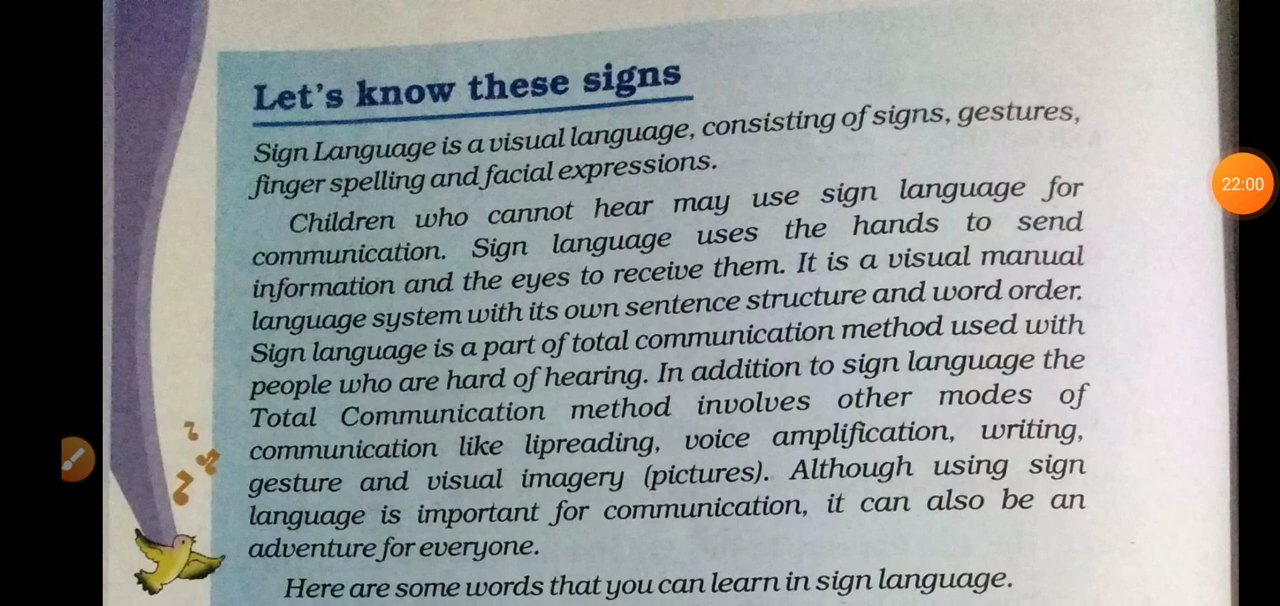 Let's know these signs
Sign Language is a visual language, consisting of signs, gestures,
finger spelling and facial expressions.
Children who cannot hear may use sign language for
communication. Sign language uses the hands to send
information and the eyes to receive them. It is a visual manual
language system with its own sentence structure and word order.
Sign language is a part of total communication method used with
people who are hard of hearing. In addition to sign language the
Total Communication method involves other modes of
communication like lipreading, voice amplification, writing,
gesture and visual imagery (pictures). Although using sign
language is important for communication, it can also be an
adventure for everyone.
Here are some words that you can learn in sign language.
22:00